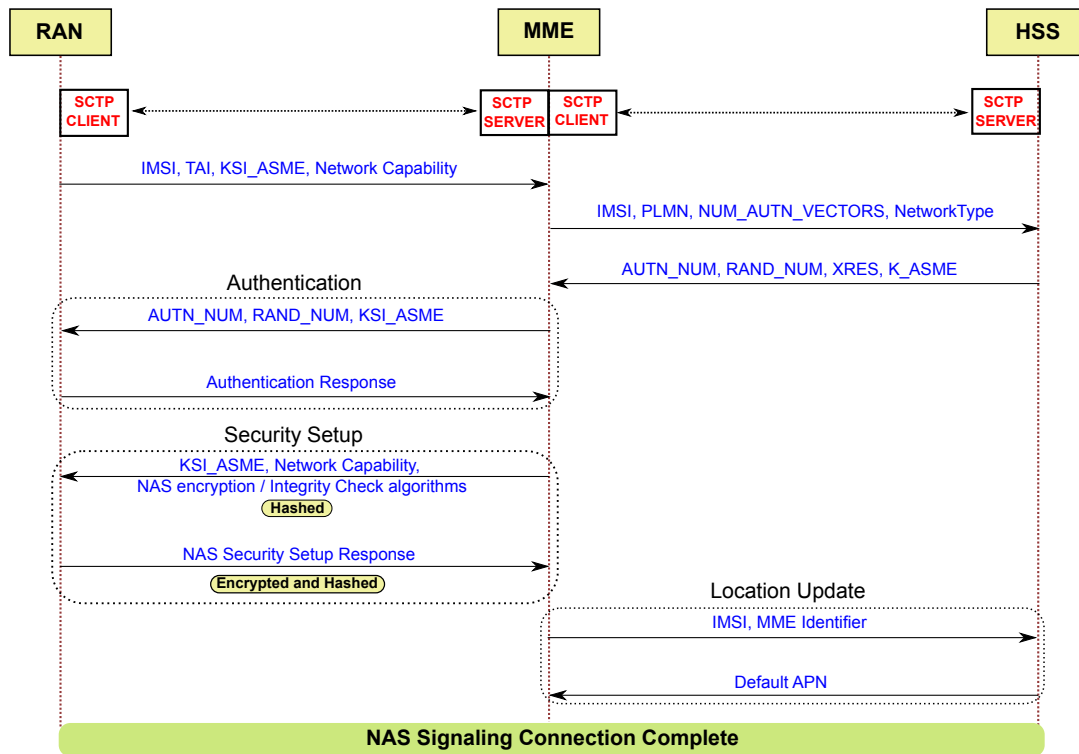 RAN
MME
HSS
SCTP
CLIENT
SCTP
SERVER
SCTP
CLIENT
SCTP
SERVER
IMSI, TAI, KSI_ASME, Network Capability
IMSI, PLMN, NUM_AUTN_VECTORS, NetworkType
AUTN_NUM, RAND_NUM, XRES, K_ASME
Authentication
AUTN_NUM, RAND_NUM, KSI_ASME
Authentication Response
Security Setup
KSI_ASME, Network Capability,
NAS encryption / Integrity Check algorithms
Hashed
NAS Security Setup Response
Encrypted and Hashed
Location Update
IMSI, MME Identifier
Default APN
NAS Signaling Connection Complete